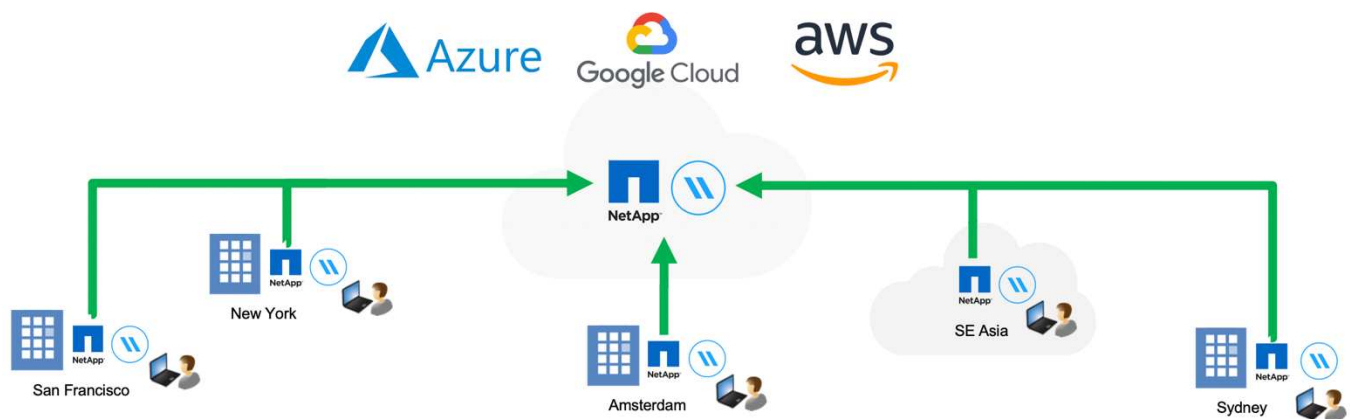 Azure
Google Cloud
aws
NetApp
NetApp
New York
NetApp
SE Asia
NetApp
San Francisco
NetApp
Amsterdam
NetApp
Sydney